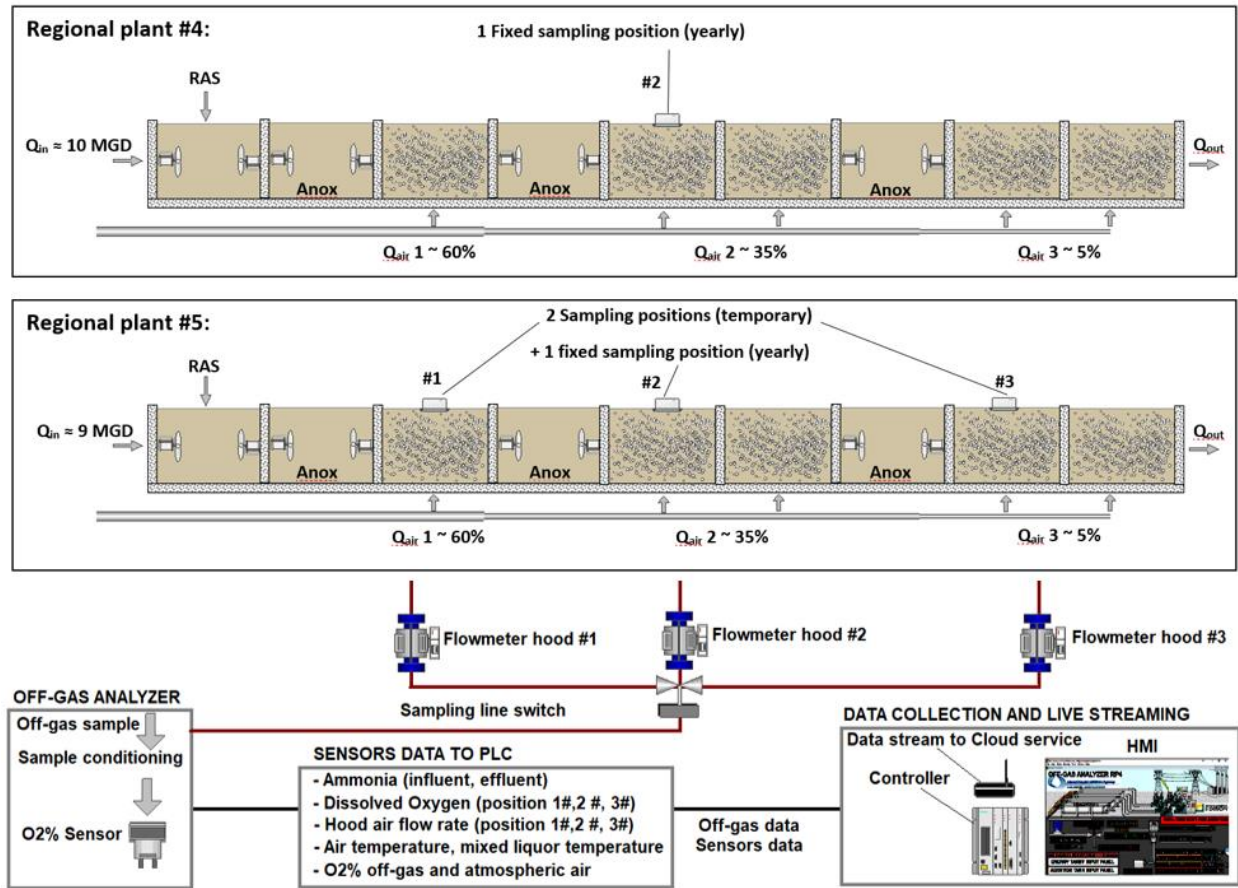 Regional plant #4:
1 Fixed sampling position (yearly)
RAS
#2
Qin ≈ 10 MGD
Qout
Anox
Anox
Anox
Qair 1 ~ 60%
Qair 2 ~ 35%
Qair 3 ~ 5%
Regional plant #5:
2 Sampling positions (temporary)
+ 1 fixed sampling position (yearly)
RAS
#1
#2
#3
Qin ≈ 9 MGD
Qout
Anox
Anox
Anox
Qair 1 ~ 60%
Qair 2 ~ 35%
Qair 3 ~ 5%
Flowmeter hood #1
Flowmeter hood #2
Flowmeter hood #3
Sampling line switch
OFF-GAS ANALYZER
Off-gas sample
Sample conditioning
O2% Sensor
SENSORS DATA TO PLC
- Ammonia (influent, effluent)
- Dissolved Oxygen (position 1#,2 #, 3#)
- Hood air flow rate (position 1#,2 #, 3#)
- Air temperature, mixed liquor temperature
- O2% off-gas and atmospheric air
Off-gas data
Sensors data
DATA COLLECTION AND LIVE STREAMING
Data stream to Cloud service
HMI
Controller
OFF-GAS ANALYZER RP4